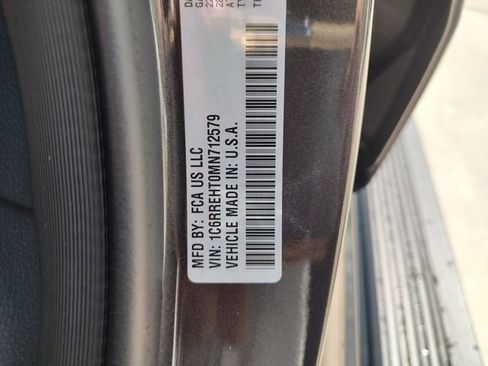 MFD BY: FCA US LLC
VIN: 1C6RREHT0MN712579
VEHICLE MADE IN: U.S.A.